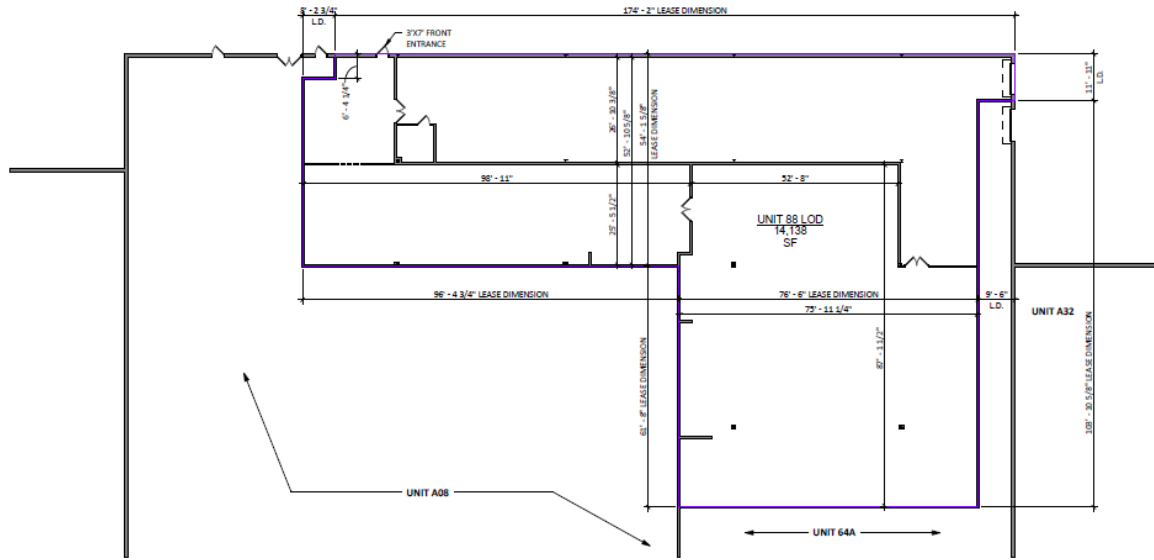 8' - 2 3/4"
L.D.
174' - 2" LEASE DIMENSION
3'X7' FRONT
ENTRANCE
6' - 4 1/4"
26' - 10 3/8"
52' - 10 5/8"
54' - 1 5/8"
LEASE DIMENSION
11' - 11"
L.D.
98' - 11"
52' - 8"
25' - 5 1/2"
UNIT 88 LOD
14,138
SF
96' - 4 3/4" LEASE DIMENSION
76' - 6" LEASE DIMENSION
9' - 6"
L.D.
75' - 11 1/4"
UNIT A32
61' - 8" LEASE DIMENSION
87' - 1 1/2"
103' - 10 5/8" LEASE DIMENSION
UNIT A08
UNIT 64A